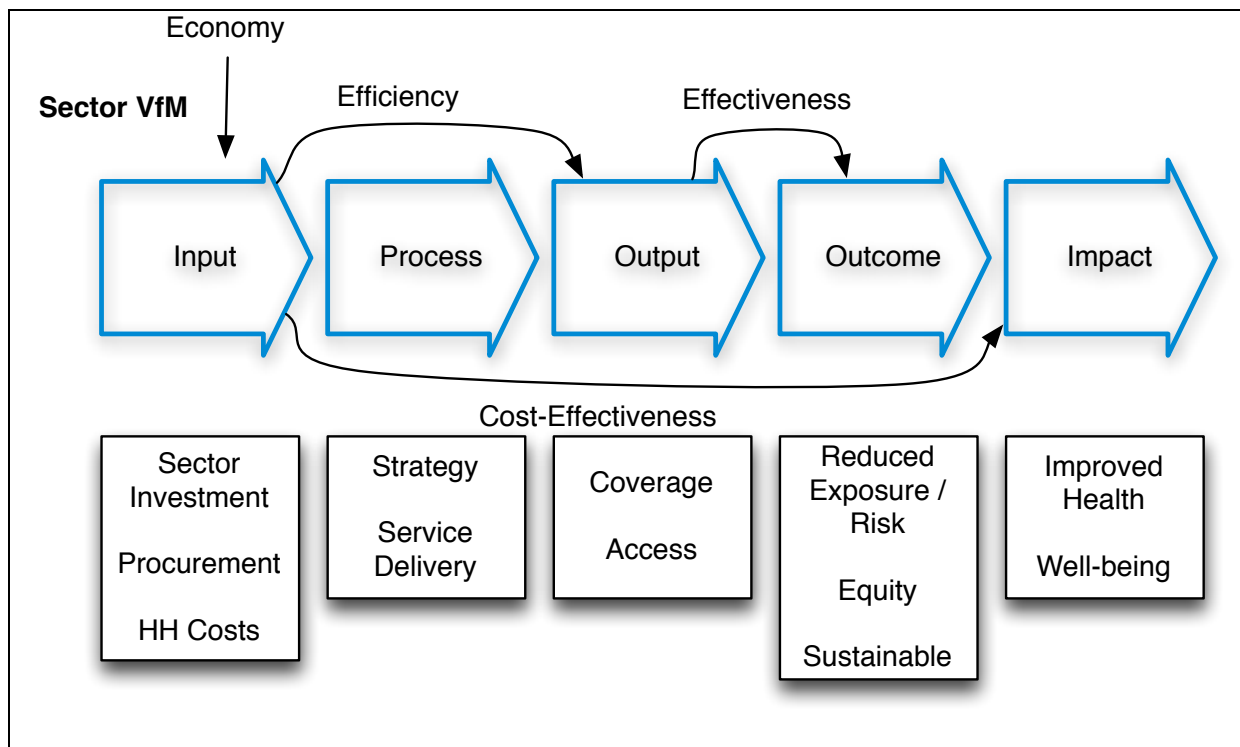 Economy
Sector VfM
Efficiency
Effectiveness
Input
Process
Output
Outcome
Impact
Cost-Effectiveness
Sector
Investment
Procurement
HH Costs
Strategy
Service
Delivery
Coverage
Access
Reduced
Exposure /
Risk
Equity
Sustainable
Improved
Health
Well-being